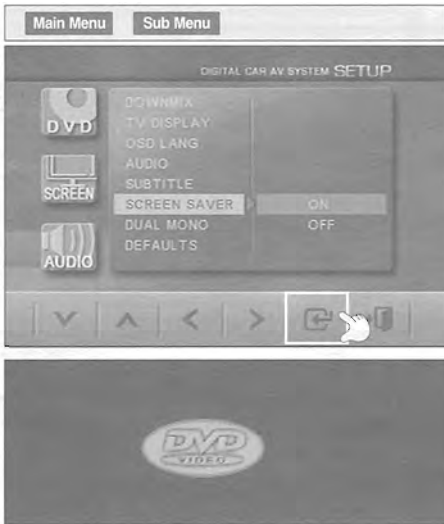 Main Menu Sub Menu
DIGITAL CAR AV SYSTEM SETUP
DVD
DOWNMIX
TV DISPLAY
OSD LANG
AUDIO
SUBTITLE
SCREEN
SCREEN SAVER ON
DUAL MONO OFF
DEFAULTS
AUDIO
DVD
VIDEO